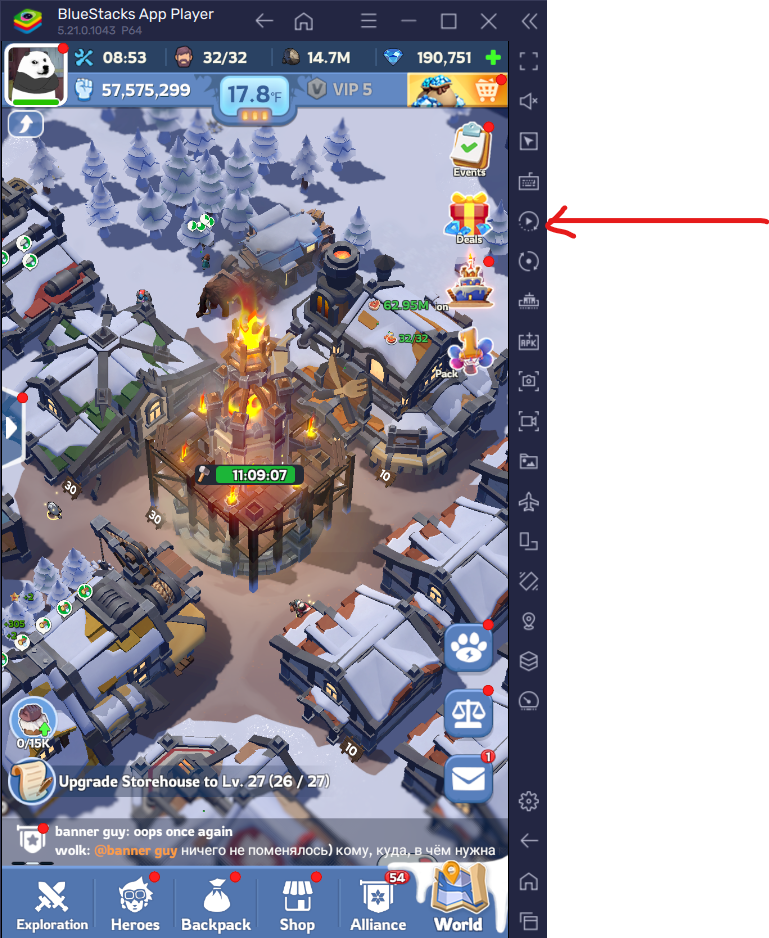 BlueStacks App Player
5.21.0.1043 P64
08:53
32/32
14.7M
190,751
57,575,299
17.8°F
VIP 5
Events
Deals
62.95M
on
32/32
1
Pack
11:09:07
30
10
30
10
0/15K
Upgrade Storehouse to Lv. 27 (26 / 27)
1
banner guy: oops once again
wolk: @banner guy ничего не поменялось) кому, куда, в чём нужна
54
Exploration
Heroes
Backpack
Shop
Alliance
World